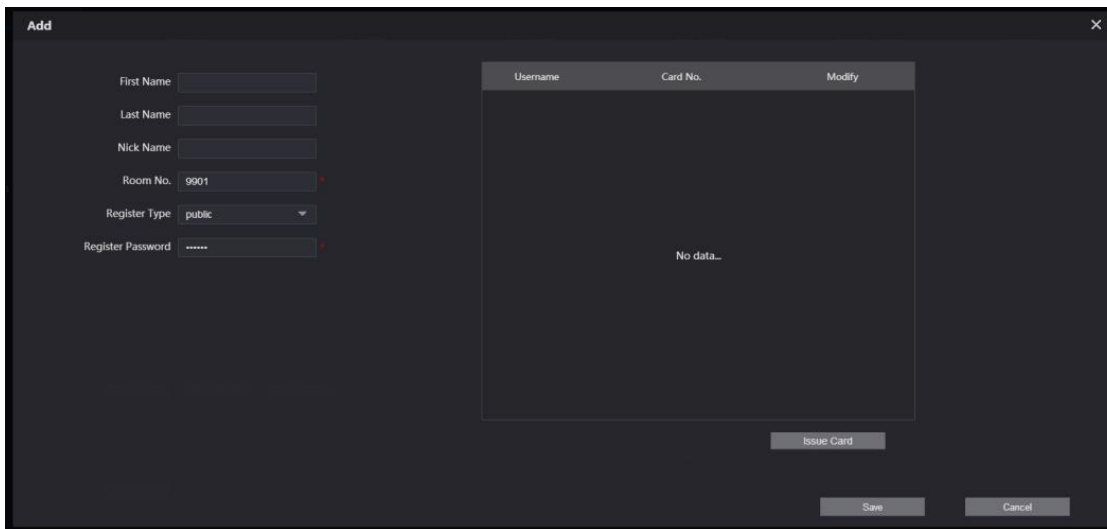 Add
First Name
Last Name
Nick Name
Room No. 9901 *
Register Type public
Register Password •••••• *
Username Card No. Modify
No data...
Issue Card
Save Cancel